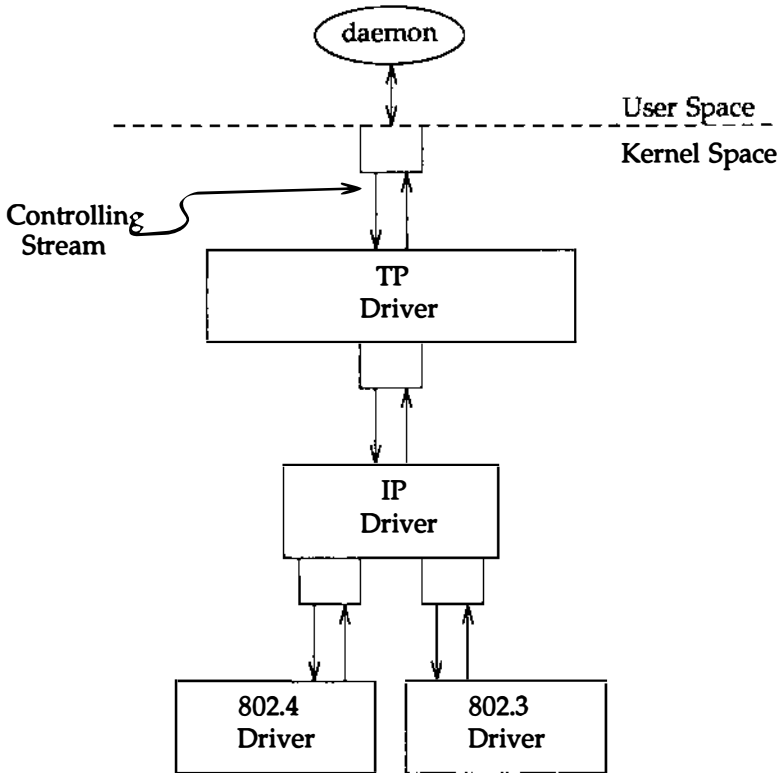 daemon
User Space
Kernel Space
Controlling
Stream
TP
Driver
IP
Driver
802.4
Driver
802.3
Driver